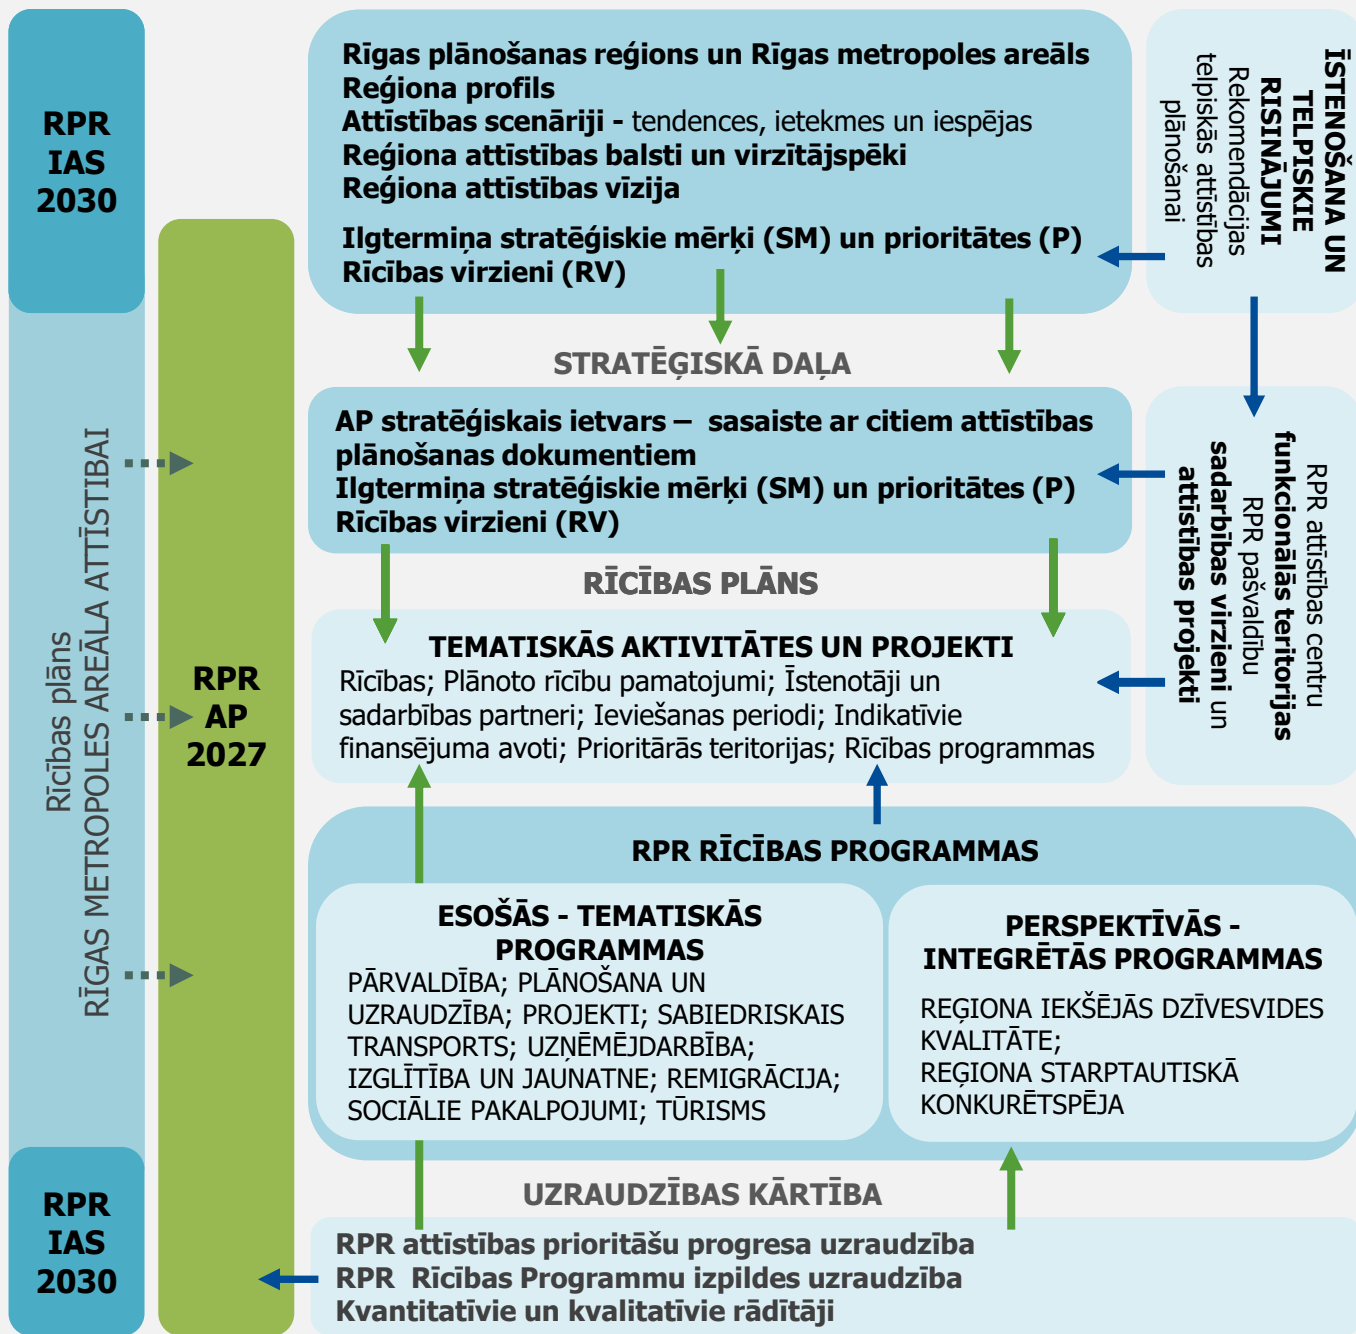 RPR
IAS
2030
Rīcības plāns
RĪGAS METROPOLES AREĀLA ATTĪSTIBAI
RPR
IAS
2030
RPR
AP
2027
Rīgas plānošanas reģions un Rīgas metropoles areāls
Reģiona profils
Attīstības scenāriji - tendences, ietekmes un iespējas
Reģiona attīstības balsti un virzītājspēki
Reģiona attīstības vīzija
Ilgtermiņa stratēģiskie mērķi (SM) un prioritātes (P)
Rīcības virzieni (RV)
ĪSTENOŠANA UN
TELPISKIE
RISINĀJUMI
Rekomendācijas
telpiskās attīstības
plānošanai
STRATĒĢISKĀ DAĻA
AP stratēģiskais ietvars – sasaiste ar citiem attīstības
plānošanas dokumentiem
Ilgtermiņa stratēģiskie mērķi (SM) un prioritātes (P)
Rīcības virzieni (RV)
RPR attīstības centru
funkcionālās teritorijas
RPR pašvaldību
sadarbības virzieni un
attīstības projekti
RĪCĪBAS PLĀNS
TEMATISKĀS AKTIVITĀTES UN PROJEKTI
Rīcības; Plānoto rīcību pamatojumi; Īstenotāji un
sadarbības partneri; Ieviešanas periodi; Indikatīvie
finansējuma avoti; Prioritārās teritorijas; Rīcības programmas
RPR RĪCĪBAS PROGRAMMAS
ESOŠĀS - TEMATISKĀS
PROGRAMMAS
PĀRVALDĪBA; PLĀNOŠANA UN
UZRAUDZĪBA; PROJEKTI; SABIEDRISKAIS
TRANSPORTS; UZŅĒMĒJDARBĪBA;
IZGLĪTĪBA UN JAUNATNE; REMIGRĀCIJA;
SOCIĀLIE PAKALPOJUMI; TŪRISMS
PERSPEKTĪVĀS -
INTEGRĒTĀS PROGRAMMAS
REĢIONA IEKŠĒJĀS DZĪVESVIDES
KVALITĀTE;
REĢIONA STARPTAUTISKĀ
KONKURĒTSPĒJA
UZRAUDZĪBAS KĀRTĪBA
RPR attīstības prioritāšu progresa uzraudzība
RPR Rīcības Programmu izpildes uzraudzība
Kvantitatīvie un kvalitatīvie rādītāji